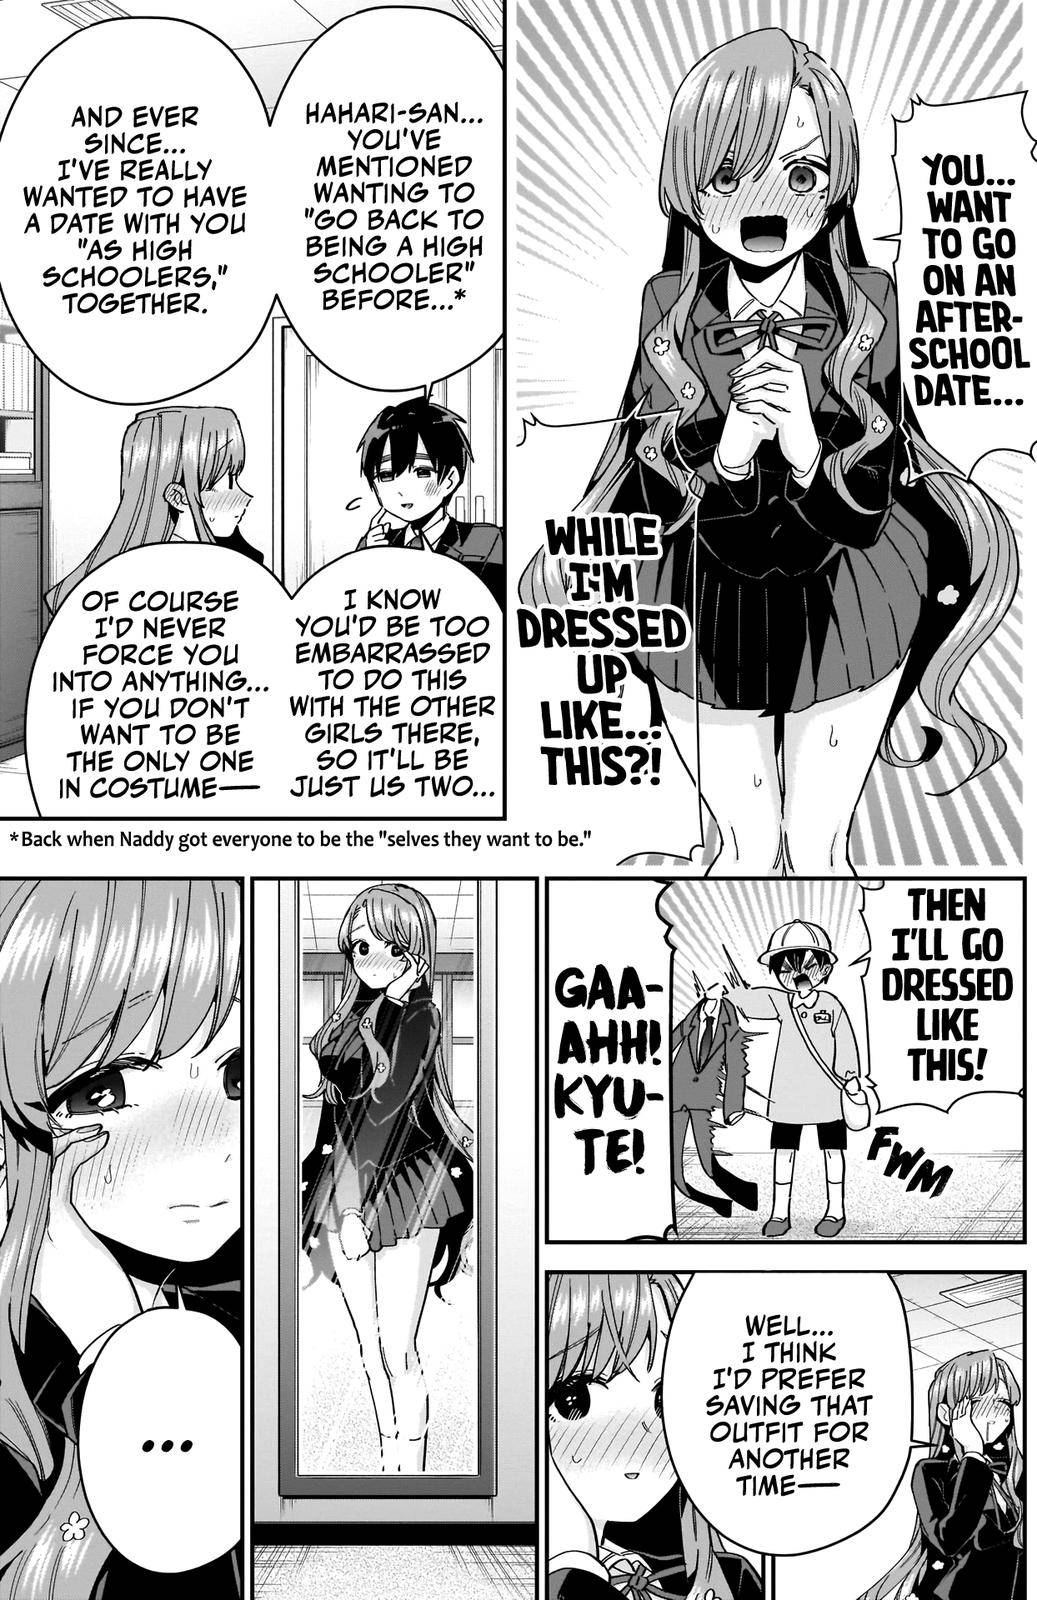 YOU...
WANT
TO GO
ON AN
AFTER-
SCHOOL
DATE...
WHILE
I'M
DRESSED
UP
LIKE...
THIS?!
HAHARI-SAN...
YOU'VE
MENTIONED
WANTING TO
"GO BACK TO
BEING A HIGH
SCHOOLER"
BEFORE...*
AND EVER
SINCE...
I'VE REALLY
WANTED TO HAVE
A DATE WITH YOU
"AS HIGH
SCHOOLERS,"
TOGETHER.
I KNOW
YOU'D BE TOO
EMBARRASSED
TO DO THIS
WITH THE OTHER
GIRLS THERE,
SO IT'LL BE
JUST US TWO...
OF COURSE
I'D NEVER
FORCE YOU
INTO ANYTHING...
IF YOU DON'T
WANT TO BE
THE ONLY ONE
IN COSTUME——
*Back when Naddy got everyone to be the "selves they want to be."
THEN
I'LL GO
DRESSED
LIKE
THIS!
FWM
GAA-
AHH!
KYU-
TE!
WELL...
I THINK
I'D PREFER
SAVING THAT
OUTFIT FOR
ANOTHER
TIME——
...